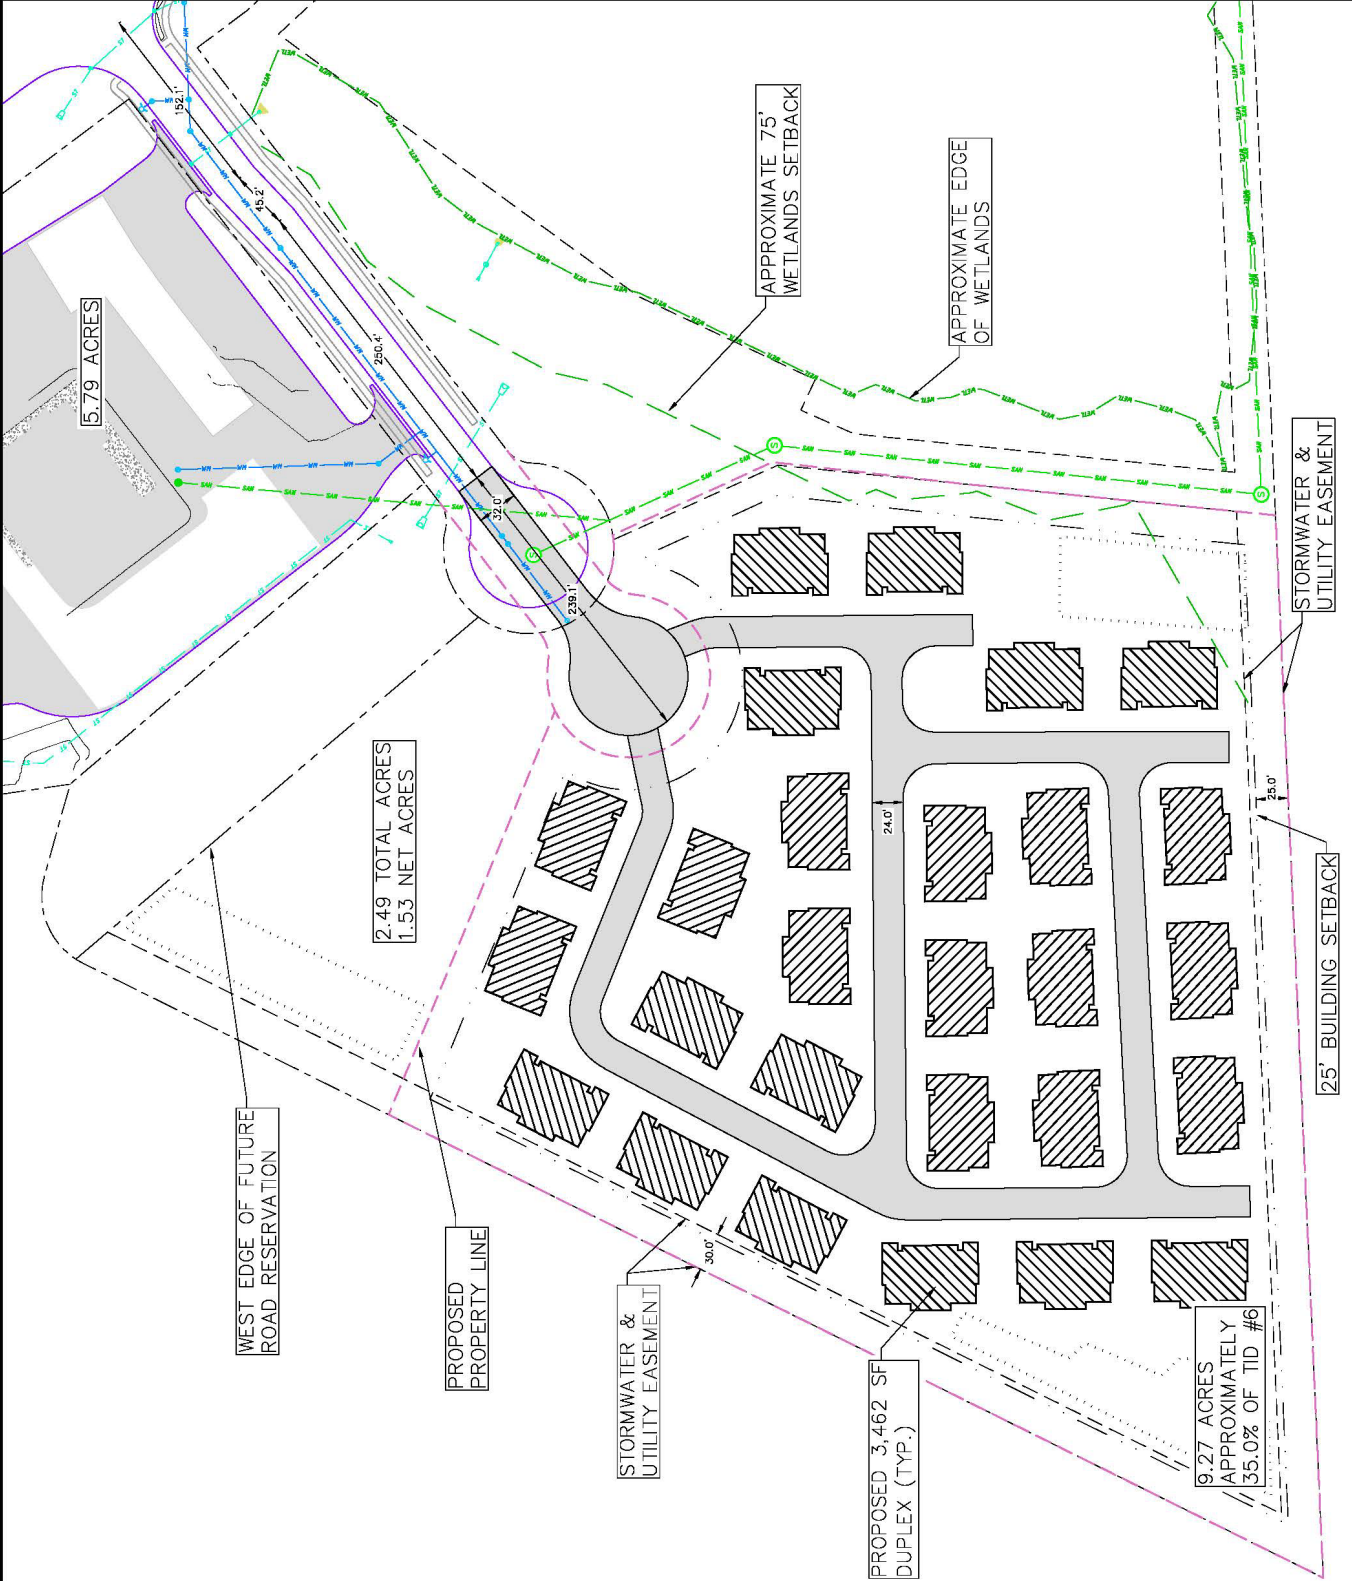 5.79 ACRES
152.1'
45.2'
250.4'
32.0'
239.1'
APPROXIMATE 75'
WETLANDS SETBACK
APPROXIMATE EDGE
OF WETLANDS
STORMWATER &
UTILITY EASEMENT
2.49 TOTAL ACRES
1.53 NET ACRES
WEST EDGE OF FUTURE
ROAD RESERVATION
PROPOSED
PROPERTY LINE
STORMWATER &
UTILITY EASEMENT
30.0'
24.0'
25.0'
25' BUILDING SETBACK
PROPOSED 3,462 SF
DUPLEX (TYP.)
9.27 ACRES
APPROXIMATELY
35.0% OF TID #6